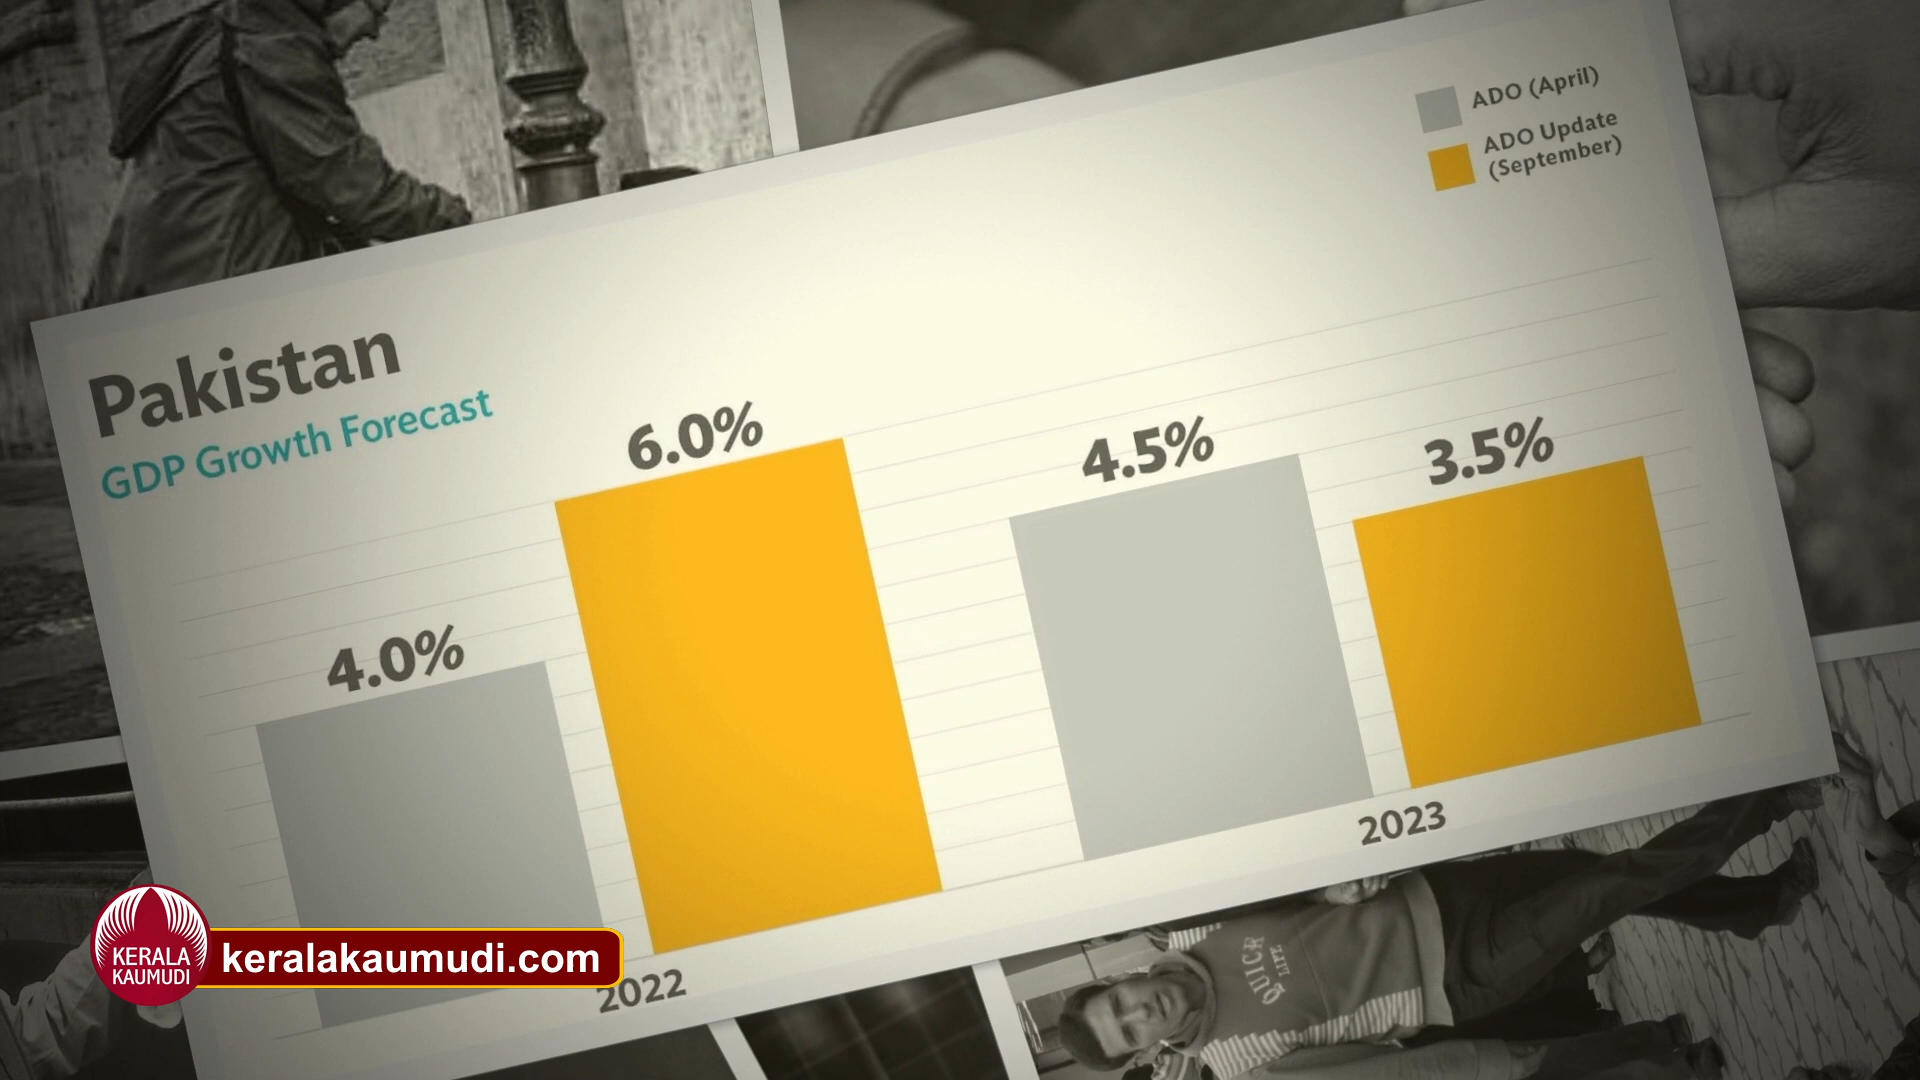 ADO (April)
ADO Update
(September)
Pakistan
GDP Growth Forecast
4.0%
6.0%
4.5%
3.5%
2022
2023
KERALA
KAUMUDI
keralakaumudi.com
QUICK
LIKE